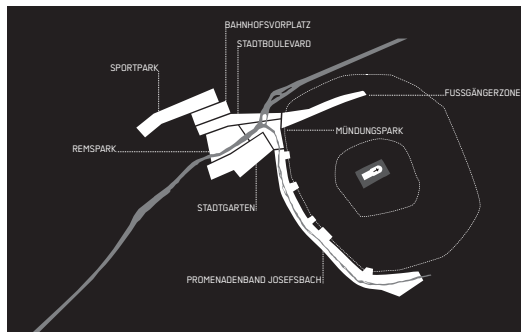 BAHNHOFSVORPLATZ
STADTBOULEVARD
SPORTPARK
FUSSGÄNGERZONE
MÜNDUNGSPARK
REMSPARK
STADTGARTEN
PROMENADENBAND JOSEFSBACH